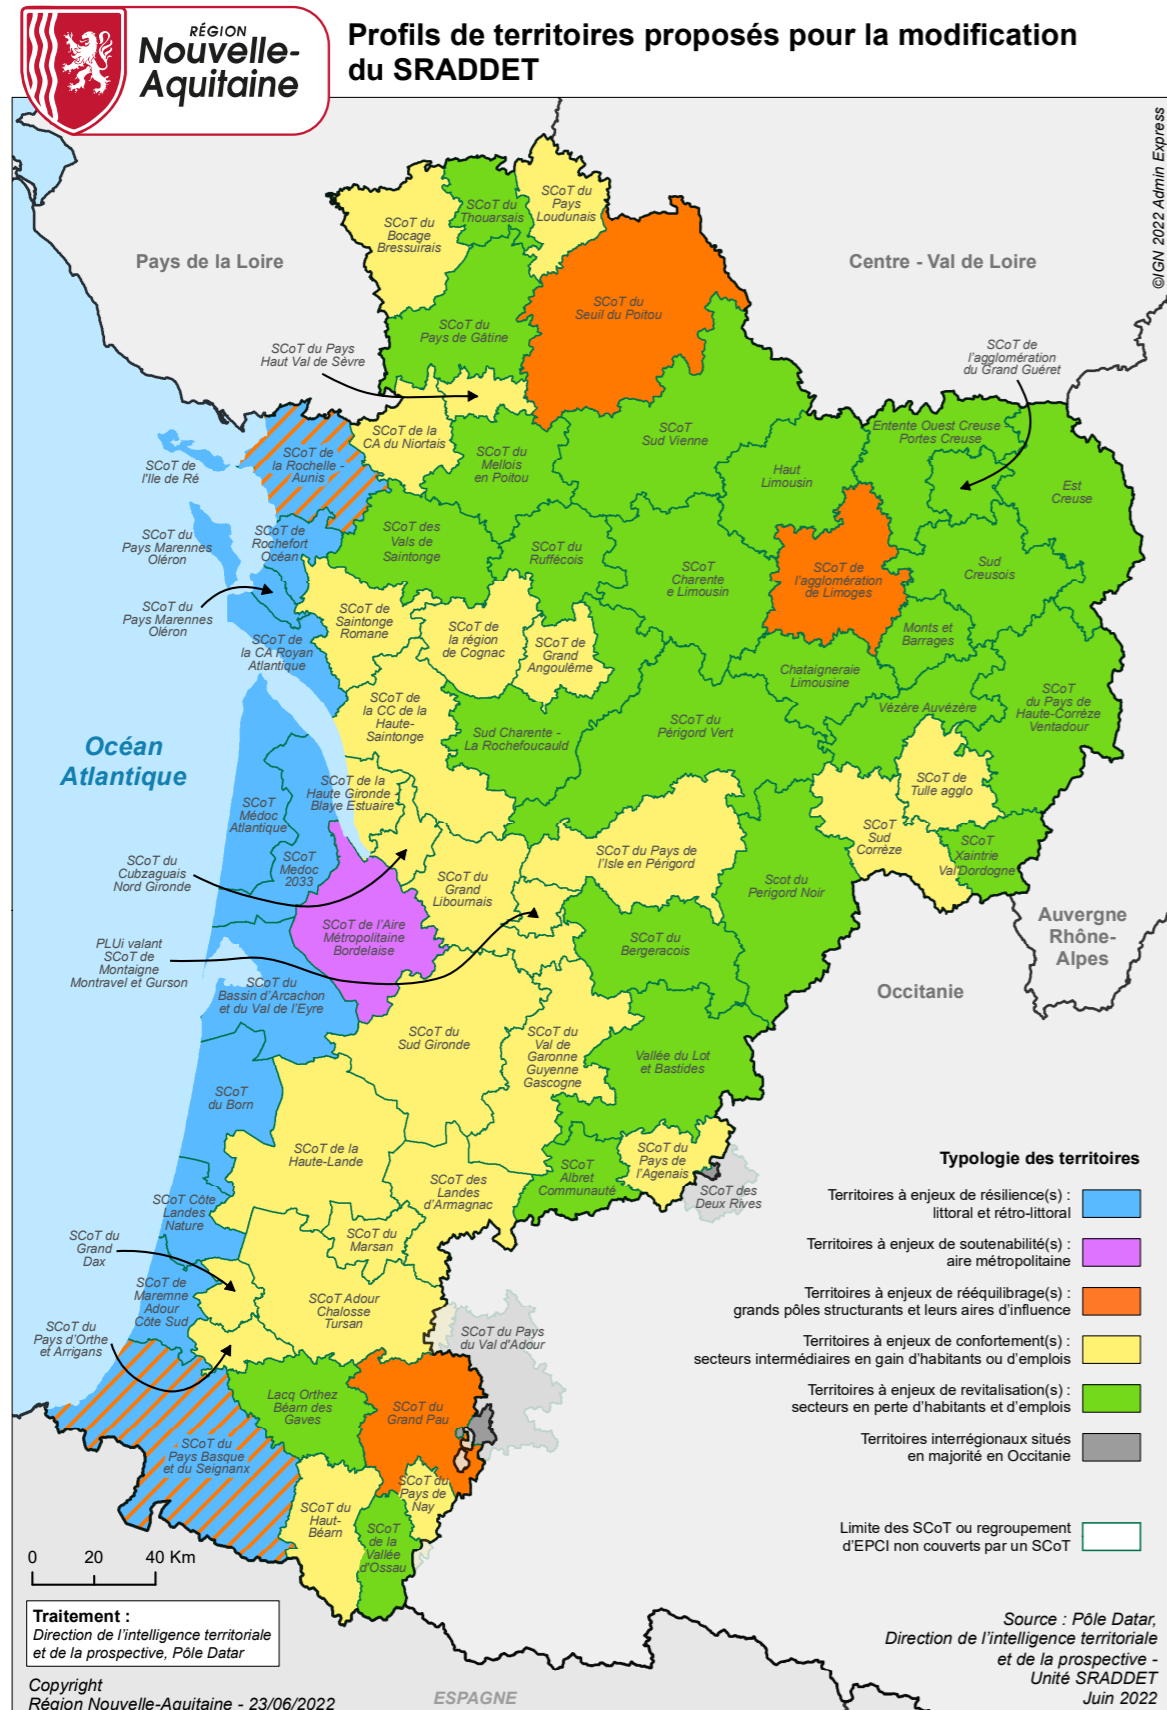 RÉGION
Nouvelle-
Aquitaine
Profils de territoires proposés pour la modification
du SRADDET
©IGN 2022 Admin Express
Pays de la Loire
Centre - Val de Loire
SCoT du
Bocage
Bressuirais
SCoT du
Thouarsais
SCoT du
Pays
Loudunais
SCoT du
Seuil du Poitou
SCoT du
Pays de Gâtine
SCoT du Pays
Haut Val de Sèvre
SCoT de
l'agglomération
du Grand Guéret
SCoT de la
CA du Niortais
SCoT du
Mellois
en Poitou
SCoT
Sud Vienne
Entente Ouest Creuse -
Portes Creuse
Haut
Limousin
Est
Creuse
SCoT de
l'Ile de Ré
SCoT de
la Rochelle -
Aunis
SCoT du
Pays Marennes
Oléron
SCoT de
Rochefort
Océan
SCoT des
Vals de
Saintonge
SCoT du
Ruffécois
SCoT
Charente
e Limousin
SCoT de
l'agglomération
de Limoges
Sud
Creusois
SCoT du
Pays Marennes
Oléron
SCoT de
la CA Royan
Atlantique
SCoT de
Saintonge
Romane
SCoT de
la région
de Cognac
SCoT de
Grand
Angoulême
Monts et
Barrages
Chataigneraie
Limousine
Vézère Auvézère
SCoT
du Pays de
Haute-Corrèze
Ventadour
SCoT de
la CC de la
Haute-
Saintonge
Sud Charente -
La Rochefoucauld
SCoT du
Périgord Vert
Océan
Atlantique
SCoT de la
Haute Gironde -
Blaye Estuaire
SCoT
Médoc
Atlantique
SCoT
Medoc
2033
SCoT de
Tulle agglo
SCoT
Sud
Corrèze
SCoT
Xaintrie
Val'Dordogne
SCoT du
Cubzaguais
Nord Gironde
SCoT du
Grand
Libournais
SCoT du Pays de
l'Isle en Périgord
Scot du
Perigord Noir
SCoT de l'Aire
Métropolitaine
Bordelaise
PLUi valant
SCoT de
Montaigne
Montravel et Gurson
SCoT du
Bergeracois
Auvergne
Rhône-
Alpes
Occitanie
SCoT du
Bassin d'Arcachon
et du Val de l'Eyre
SCoT du
Sud Gironde
SCoT du
Val de
Garonne
Guyenne
Gascogne
Vallée du Lot
et Bastides
SCoT
du Born
SCoT de la
Haute-Lande
SCoT des
Landes
d'Armagnac
SCoT
Albret
Communauté
SCoT du
Pays de
l'Agenais
SCoT des
Deux Rives
SCoT Côte
Landes
Nature
SCoT du
Grand
Dax
SCoT du
Marsan
SCoT de
Maremne
Adour
Côte Sud
SCoT Adour
Chalosse
Tursan
SCoT du
Pays d'Orthe
et Arrigans
SCoT du Pays
du Val d'Adour
Lacq Orthez
Béarn des
Gaves
SCoT du
Grand Pau
SCoT du
Pays Basque
et du Seignanx
SCoT du
Haut-
Béarn
SCoT du
Pays de
Nay
SCoT
de la
Vallée
d'Ossau
Typologie des territoires
Territoires à enjeux de résilience(s) :
littoral et rétro-littoral
Territoires à enjeux de soutenabilité(s) :
aire métropolitaine
Territoires à enjeux de rééquilibrage(s) :
grands pôles structurants et leurs aires d'influence
Territoires à enjeux de confortement(s) :
secteurs intermédiaires en gain d'habitants ou d'emplois
Territoires à enjeux de revitalisation(s) :
secteurs en perte d'habitants et d'emplois
Territoires interrégionaux situés
en majorité en Occitanie
Limite des SCoT ou regroupement
d'EPCI non couverts par un SCoT
0 20 40 Km
Traitement :
Direction de l'intelligence territoriale
et de la prospective, Pôle Datar
Copyright
Région Nouvelle-Aquitaine - 23/06/2022
ESPAGNE
Source : Pôle Datar,
Direction de l'intelligence territoriale
et de la prospective -
Unité SRADDET
Juin 2022